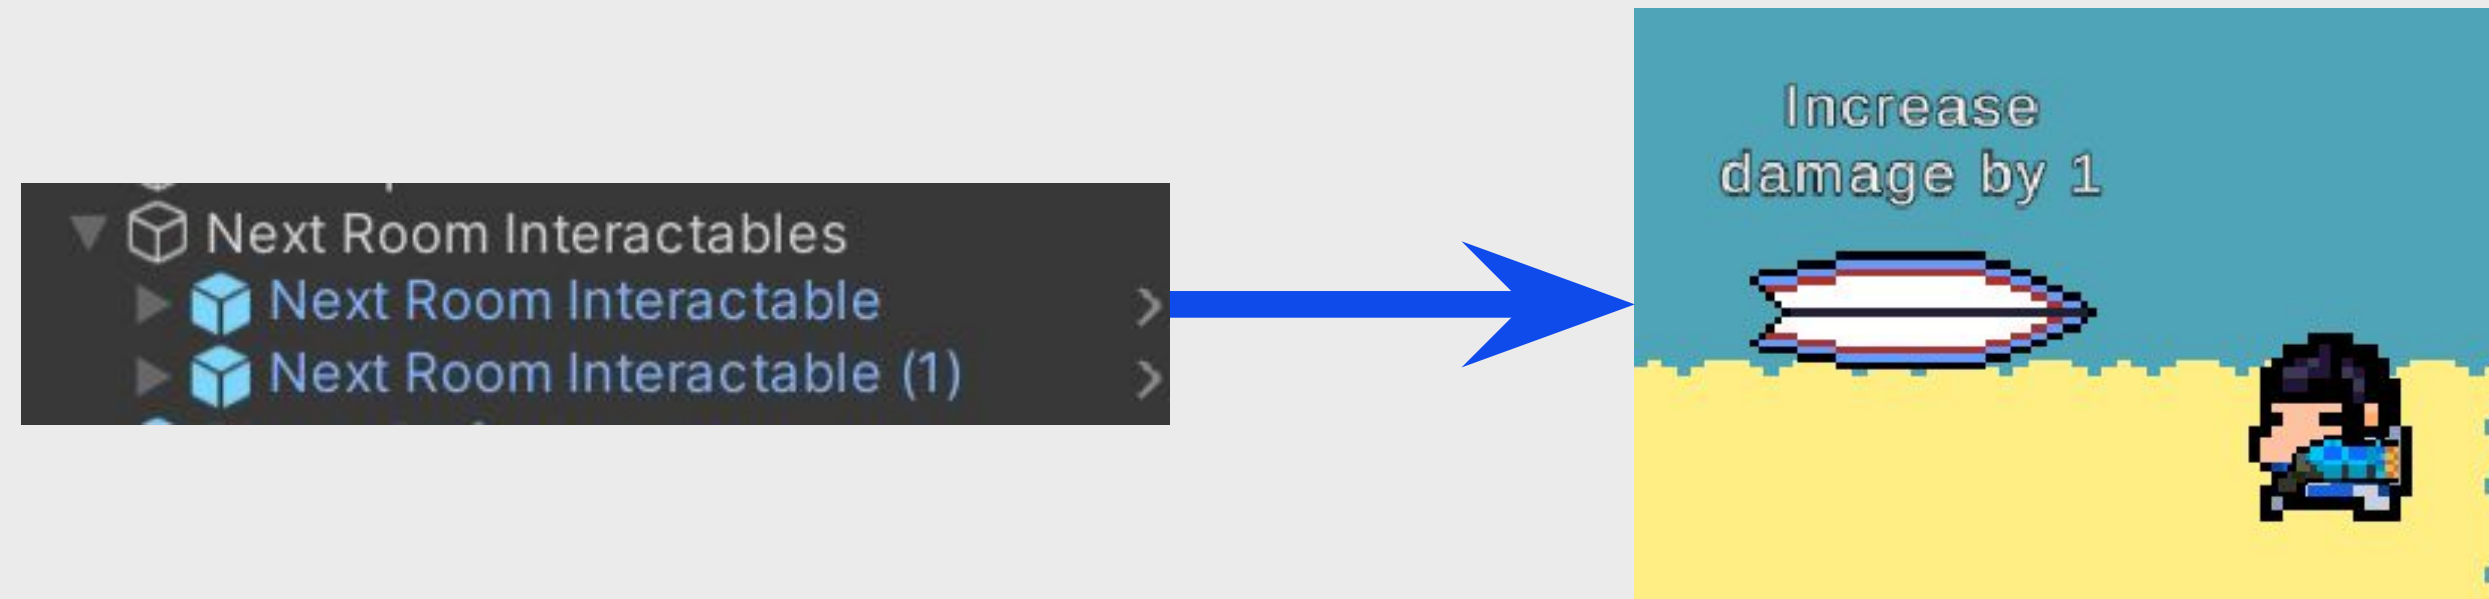 Next Room Interactables
Next Room Interactable
Next Room Interactable (1)
Increase
damage by 1